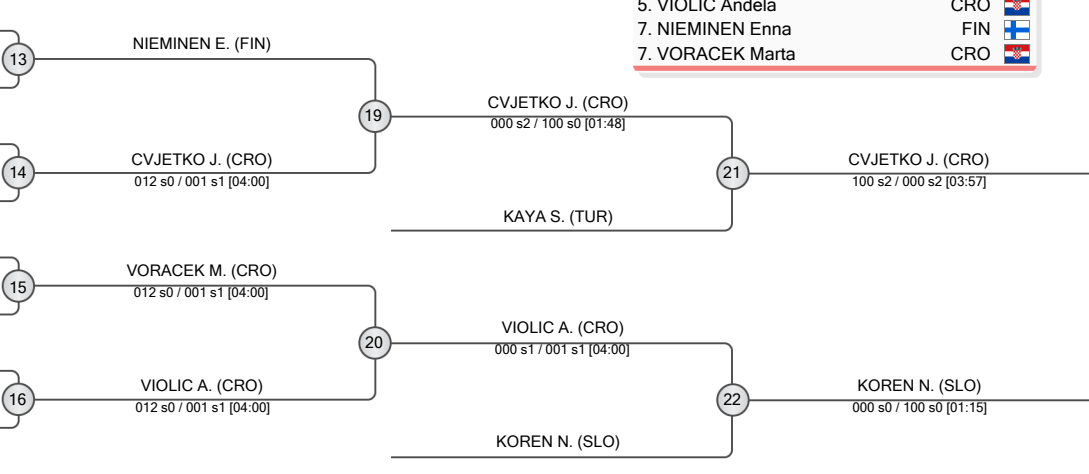 5. VIOLIC Andela CRO
7. NIEMINEN Enna FIN
7. VORACEK Marta CRO
13
NIEMINEN E. (FIN)
19
CVJETKO J. (CRO)
000 s2 / 100 s0 [01:48]
14
CVJETKO J. (CRO)
012 s0 / 001 s1 [04:00]
21
CVJETKO J. (CRO)
100 s2 / 000 s2 [03:57]
KAYA S. (TUR)
15
VORACEK M. (CRO)
012 s0 / 001 s1 [04:00]
20
VIOLIC A. (CRO)
000 s1 / 001 s1 [04:00]
16
VIOLIC A. (CRO)
012 s0 / 001 s1 [04:00]
22
KOREN N. (SLO)
000 s0 / 100 s0 [01:15]
KOREN N. (SLO)